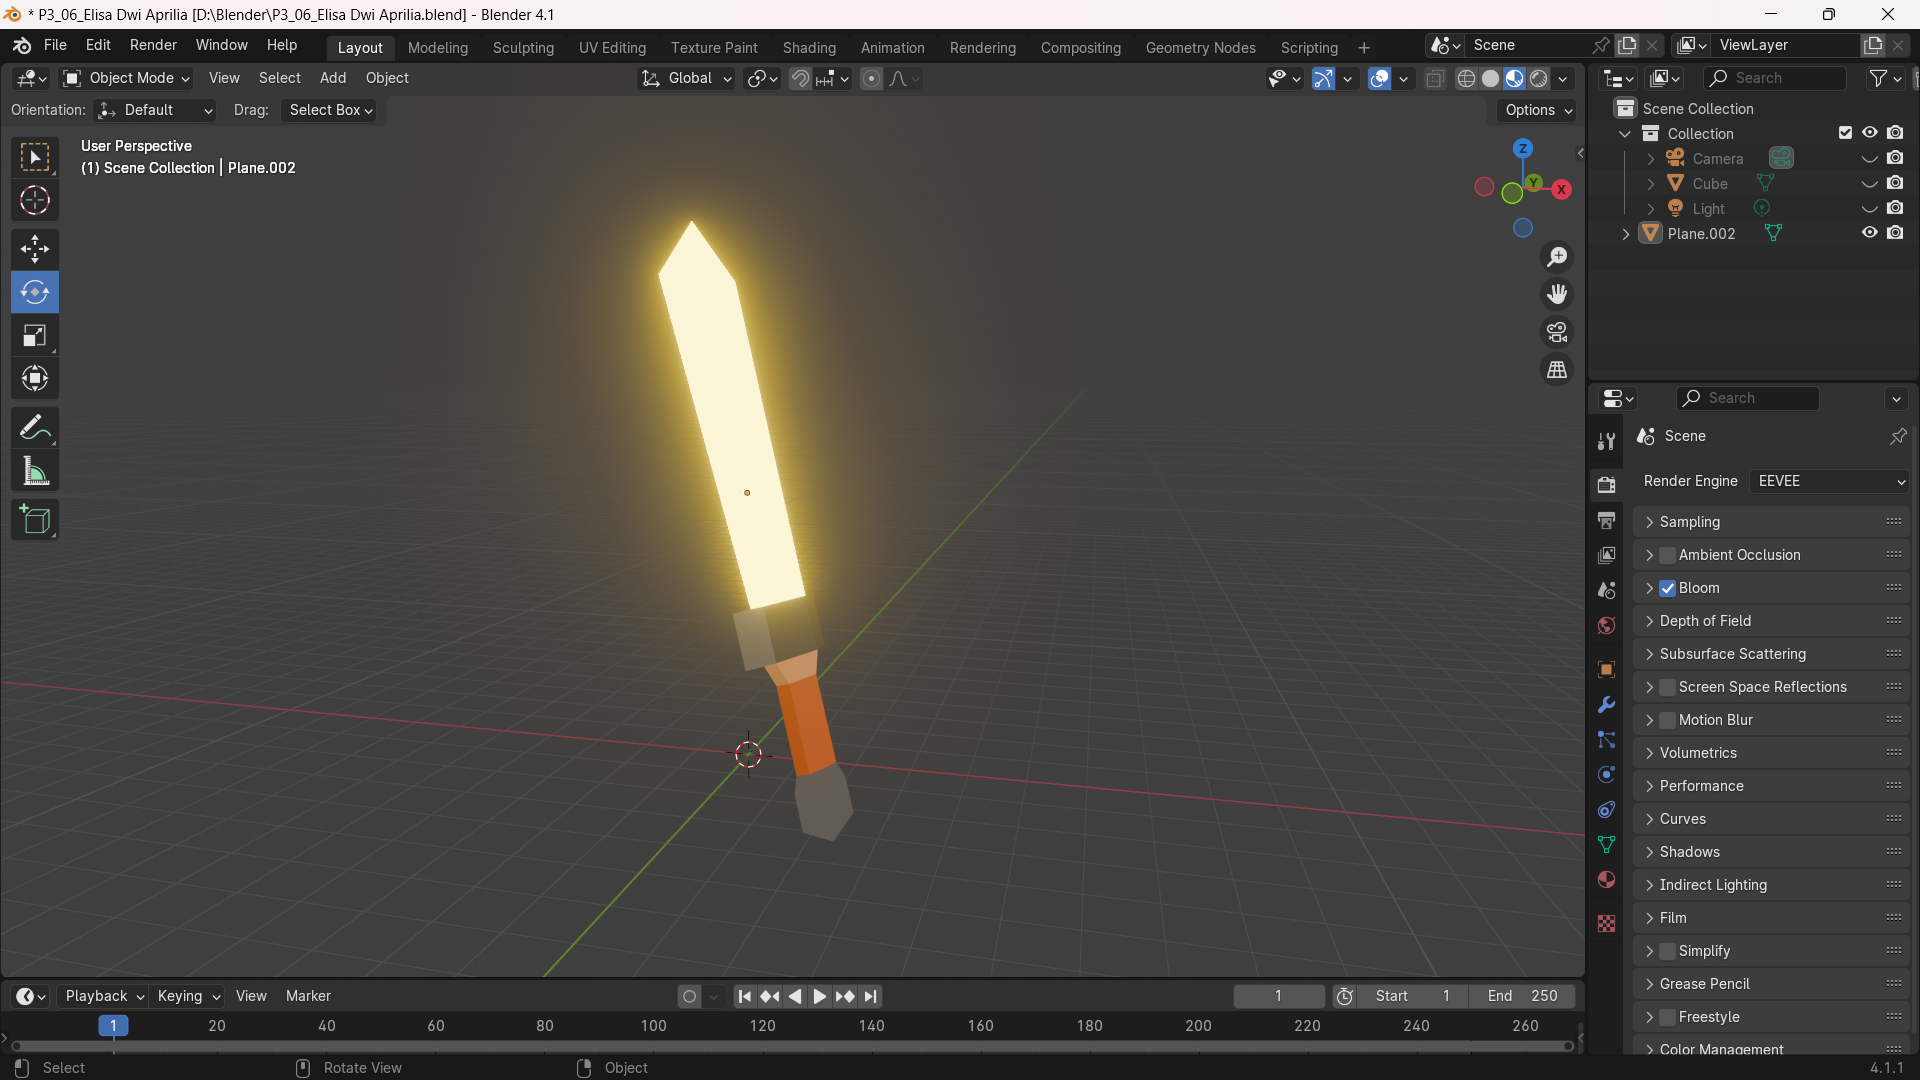 * P3_06_Elisa Dwi Aprilia [D:\Blender\P3_06_Elisa Dwi Aprilia.blend] - Blender 4.1
File Edit Render Window Help Layout Modeling Sculpting UV Editing Texture Paint Shading Animation Rendering Compositing Geometry Nodes Scripting + Scene ViewLayer
Object Mode View Select Add Object Global Search
Orientation: Default Drag: Select Box Options
User Perspective
(1) Scene Collection | Plane.002
Z
Y
X
Scene Collection
Collection
Camera
Cube
Light
Plane.002
Search
Scene
Render Engine EEVEE
Sampling
Ambient Occlusion
Bloom
Depth of Field
Subsurface Scattering
Screen Space Reflections
Motion Blur
Volumetrics
Performance
Curves
Shadows
Indirect Lighting
Film
Simplify
Grease Pencil
Freestyle
Color Management
Playback Keying View Marker 1 Start 1 End 250
1 20 40 60 80 100 120 140 160 180 200 220 240 260
Select Rotate View Object 4.1.1